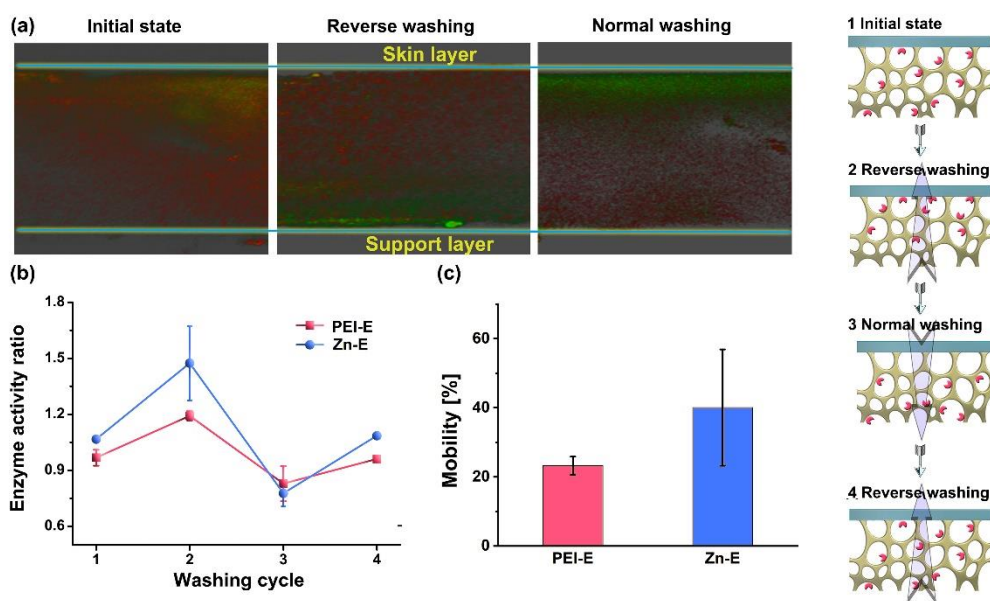 (a)
Initial state
Reverse washing
Normal washing
Skin layer
Support layer
(b)
1.8
1.5
1.2
0.9
0.6
Enzyme activity ratio
PEI-E
Zn-E
1 2 3 4
Washing cycle
(c)
60
40
20
0
Mobility [%]
PEI-E Zn-E
1 Initial state
2 Reverse washing
3 Normal washing
4 Reverse washing